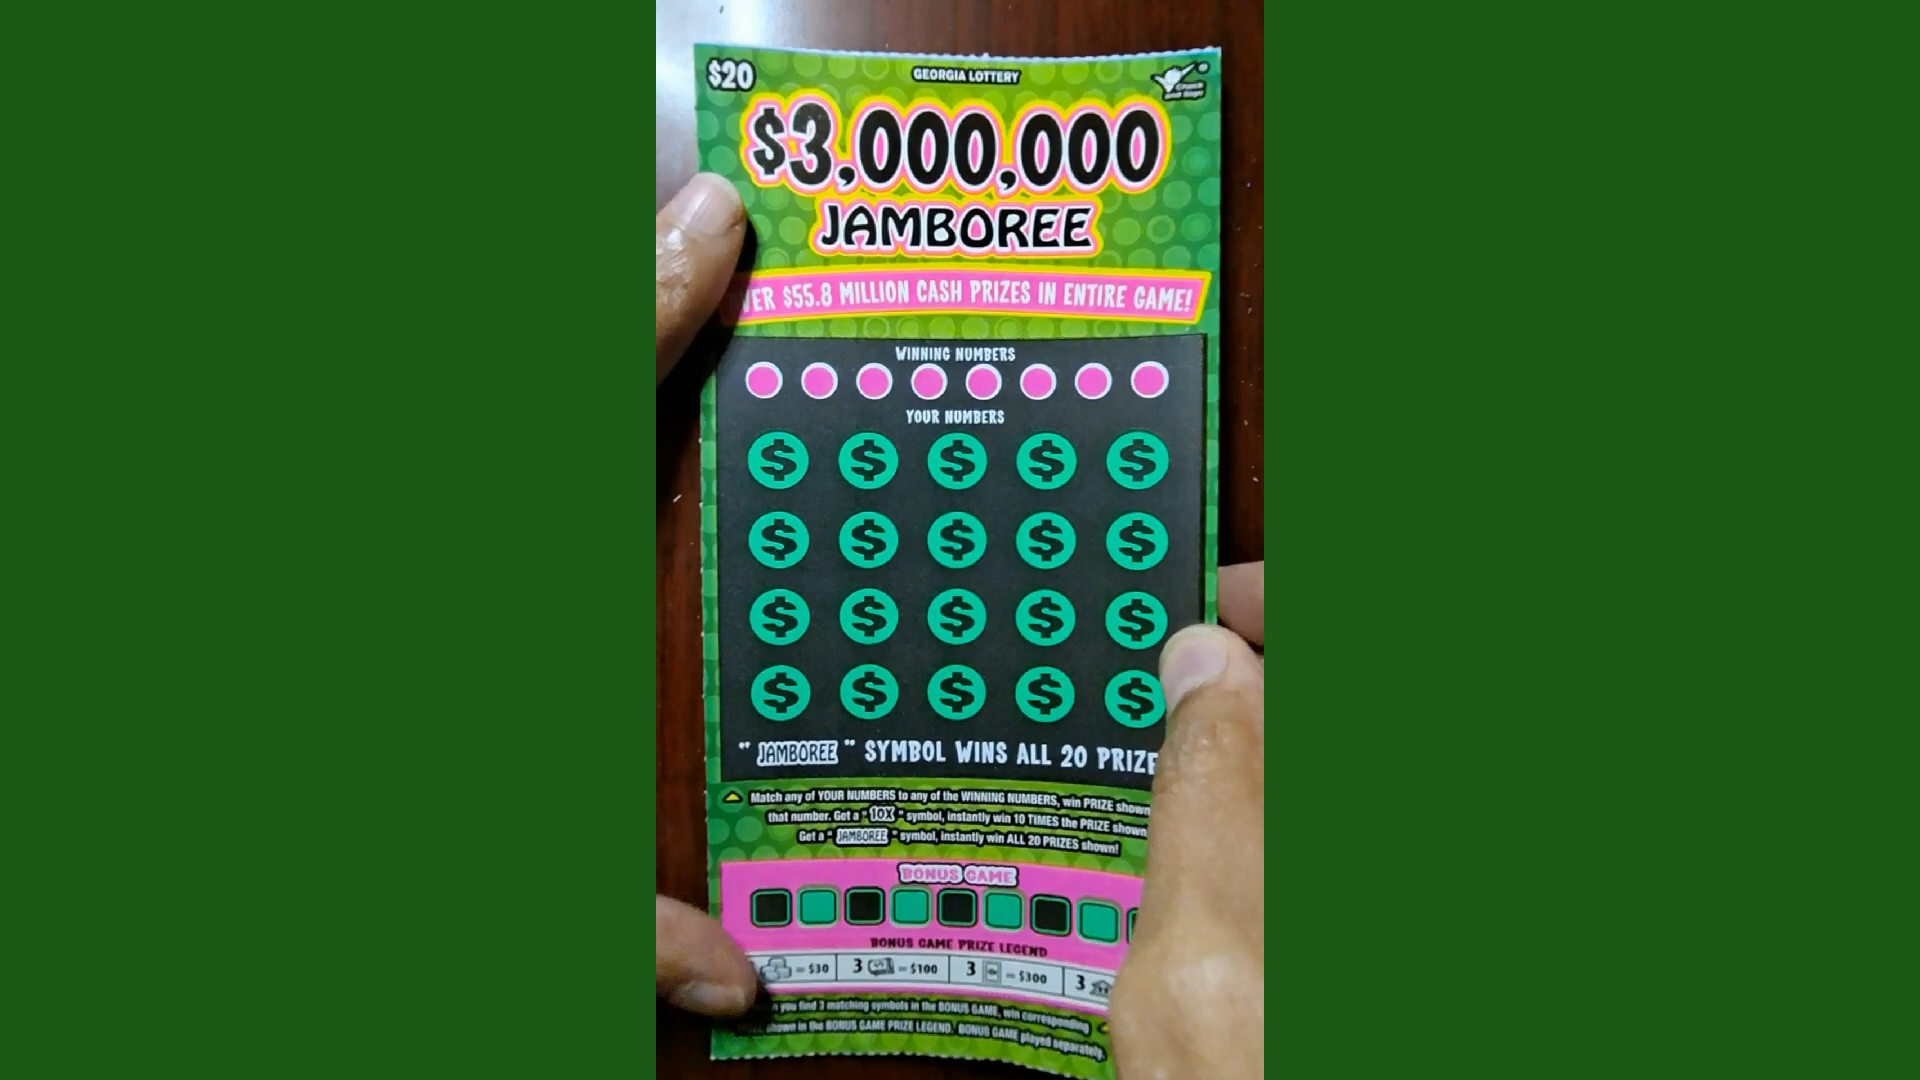 $20
GEORGIA LOTTERY
$3,000,000
JAMBOREE
$55.8 MILLION CASH PRIZES IN ENTIRE GAME!
WINNING NUMBERS
YOUR NUMBERS
$ $ $ $ $
$ $ $ $ $
$ $ $ $ $
$ $ $ $ $
" JAMBOREE " SYMBOL WINS ALL 20
Match any of YOUR NUMBERS to any of the WINNING NUMBERS, win PRIZE shown
that number. Get a " 10X " symbol, instantly win 10 TIMES the PRIZE shown
Get a " JAMBOREE " symbol, instantly win ALL 20 PRIZES shown!
BONUS GAME
BONUS GAME PRIZE LEGEND
= $30 3 = $100 3 = $300 3
you find 3 matching symbols in the BONUS GAME, win corresponding
shown in the BONUS GAME PRIZE LEGEND. BONUS GAME played separately.